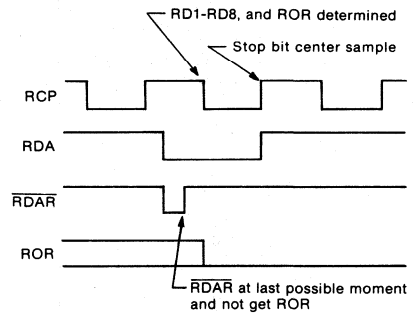 RD1-RD8, and ROR determined
Stop bit center sample
RCP
RDA
RDAR
ROR
RDAR at last possible moment
and not get ROR